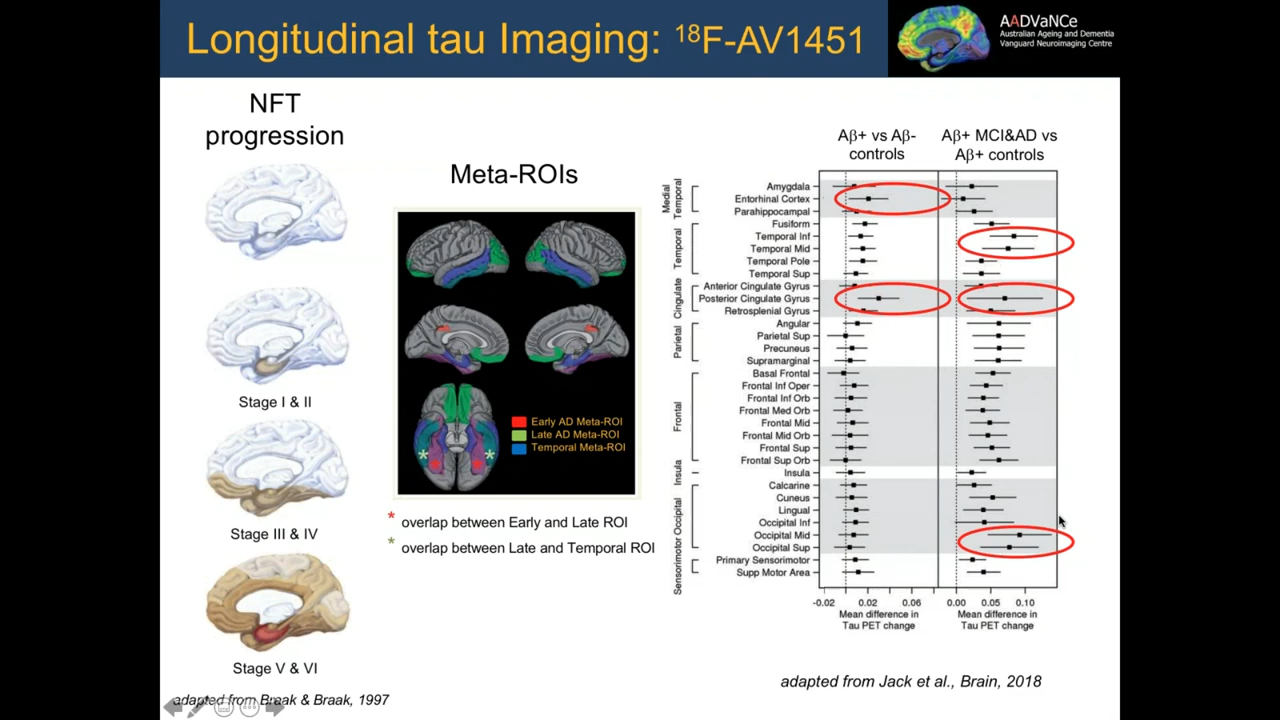 Longitudinal tau Imaging: ¹⁸F-AV1451
AADVaNCe
Australian Ageing and Dementia
Vanguard Neuroimaging Centre
NFT
progression
Stage I & II
Stage III & IV
Stage V & VI
adapted from Braak & Braak, 1997
Meta-ROIs
Early AD Meta-ROI
Late AD Meta-ROI
Temporal Meta-ROI
* *
* overlap between Early and Late ROI
* overlap between Late and Temporal ROI
Aβ+ vs Aβ-
controls
Aβ+ MCI&AD vs
Aβ+ controls
Medial
Temporal
Amygdala
Entorhinal Cortex
Parahippocampal
Temporal
Fusiform
Temporal Inf
Temporal Mid
Temporal Pole
Temporal Sup
Cingulate
Anterior Cingulate Gyrus
Posterior Cingulate Gyrus
Retrosplenial Gyrus
Parietal
Angular
Parietal Sup
Precuneus
Supramarginal
Frontal
Basal Frontal
Frontal Inf Oper
Frontal Inf Orb
Frontal Med Orb
Frontal Mid
Frontal Mid Orb
Frontal Sup
Frontal Sup Orb
Insula
Insula
Occipital
Calcarine
Cuneus
Lingual
Occipital Inf
Occipital Mid
Occipital Sup
Sensorimotor
Primary Sensorimotor
Supp Motor Area
-0.02 0.02 0.06
Mean difference in
Tau PET change
0.00 0.05 0.10
Mean difference in
Tau PET change
adapted from Jack et al., Brain, 2018